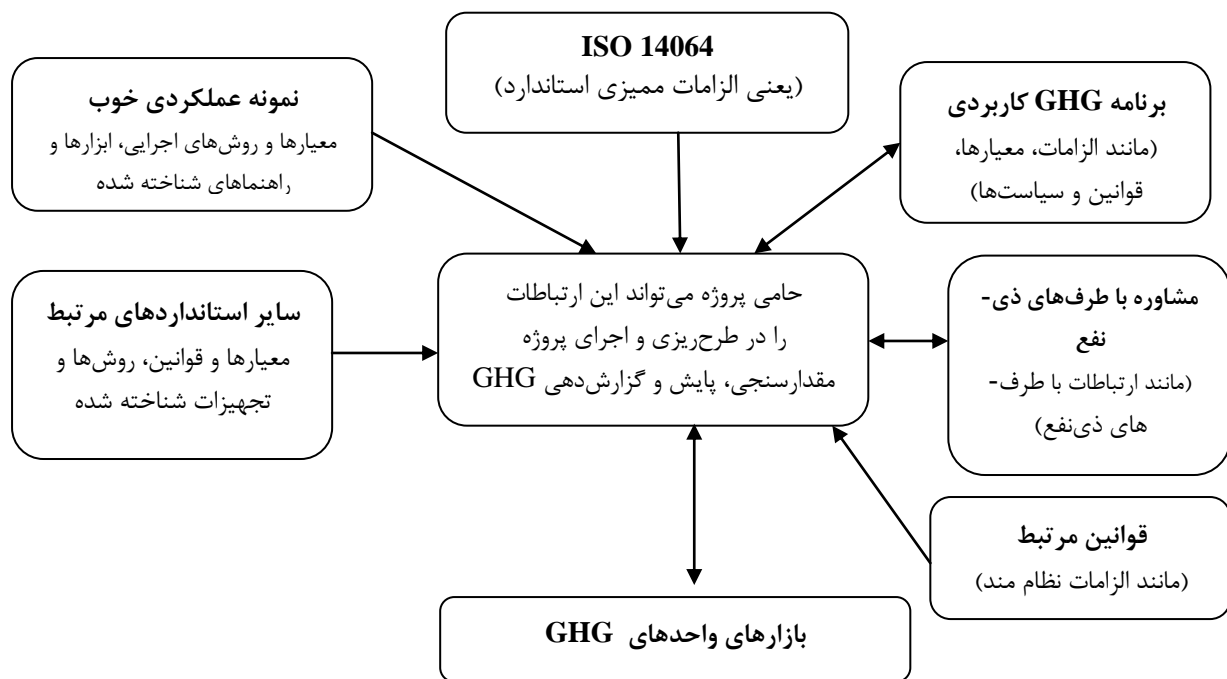 ISO 14064
(یعنی الزامات ممیزی استاندارد)
برنامه GHG کاربردی
(مانند الزامات، معیارها،
قوانین و سیاست‌ها)
نمونه عملکردی خوب
معیارها و روش‌های اجرایی، ابزارها و
راهنماهای شناخته شده
حامی پروژه می‌تواند این ارتباطات
را در طرح‌ریزی و اجرای پروژه
مقدارسنجی، پایش و گزارش‌دهی GHG
مشاوره با طرف‌های ذی-
نفع
(مانند ارتباطات با طرف-
های ذی‌نفع)
سایر استانداردهای مرتبط
معیارها و قوانین، روش‌ها و
تجهیزات شناخته شده
قوانین مرتبط
(مانند الزامات نظام مند)
بازارهای واحدهای GHG